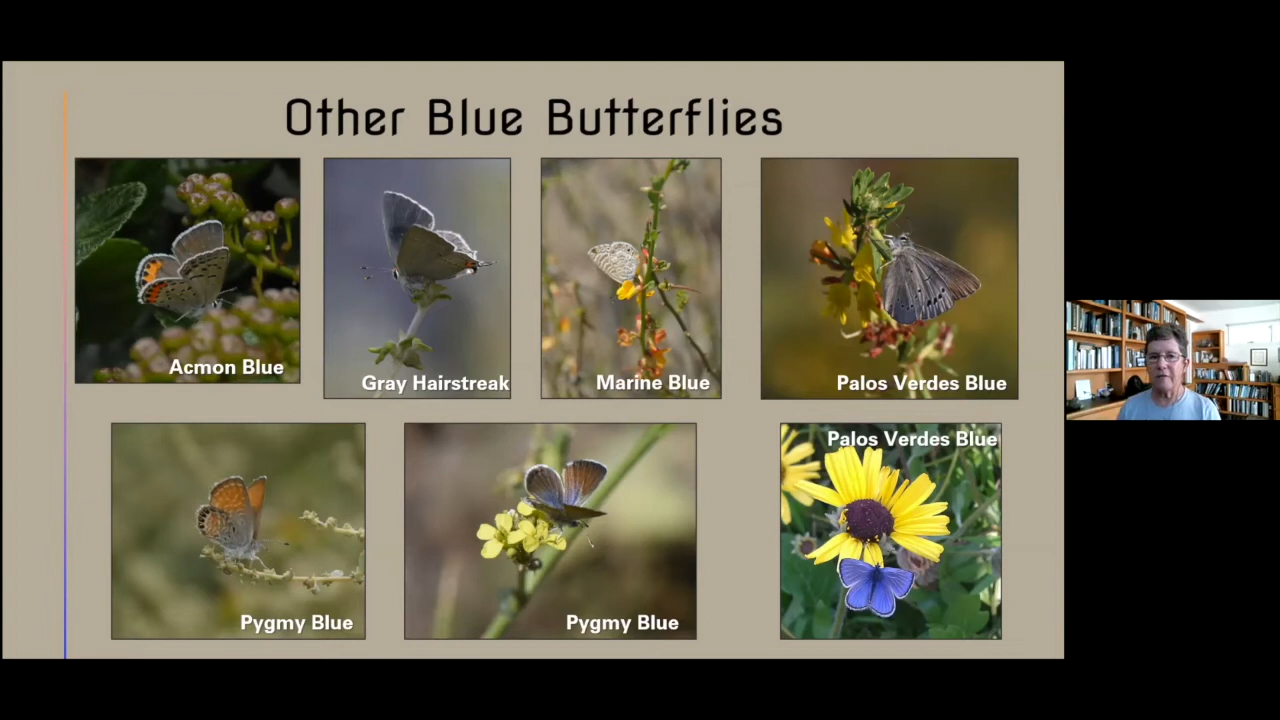 Other Blue Butterflies
Acmon Blue
Gray Hairstreak
Marine Blue
Palos Verdes Blue
Pygmy Blue
Pygmy Blue
Palos Verdes Blue